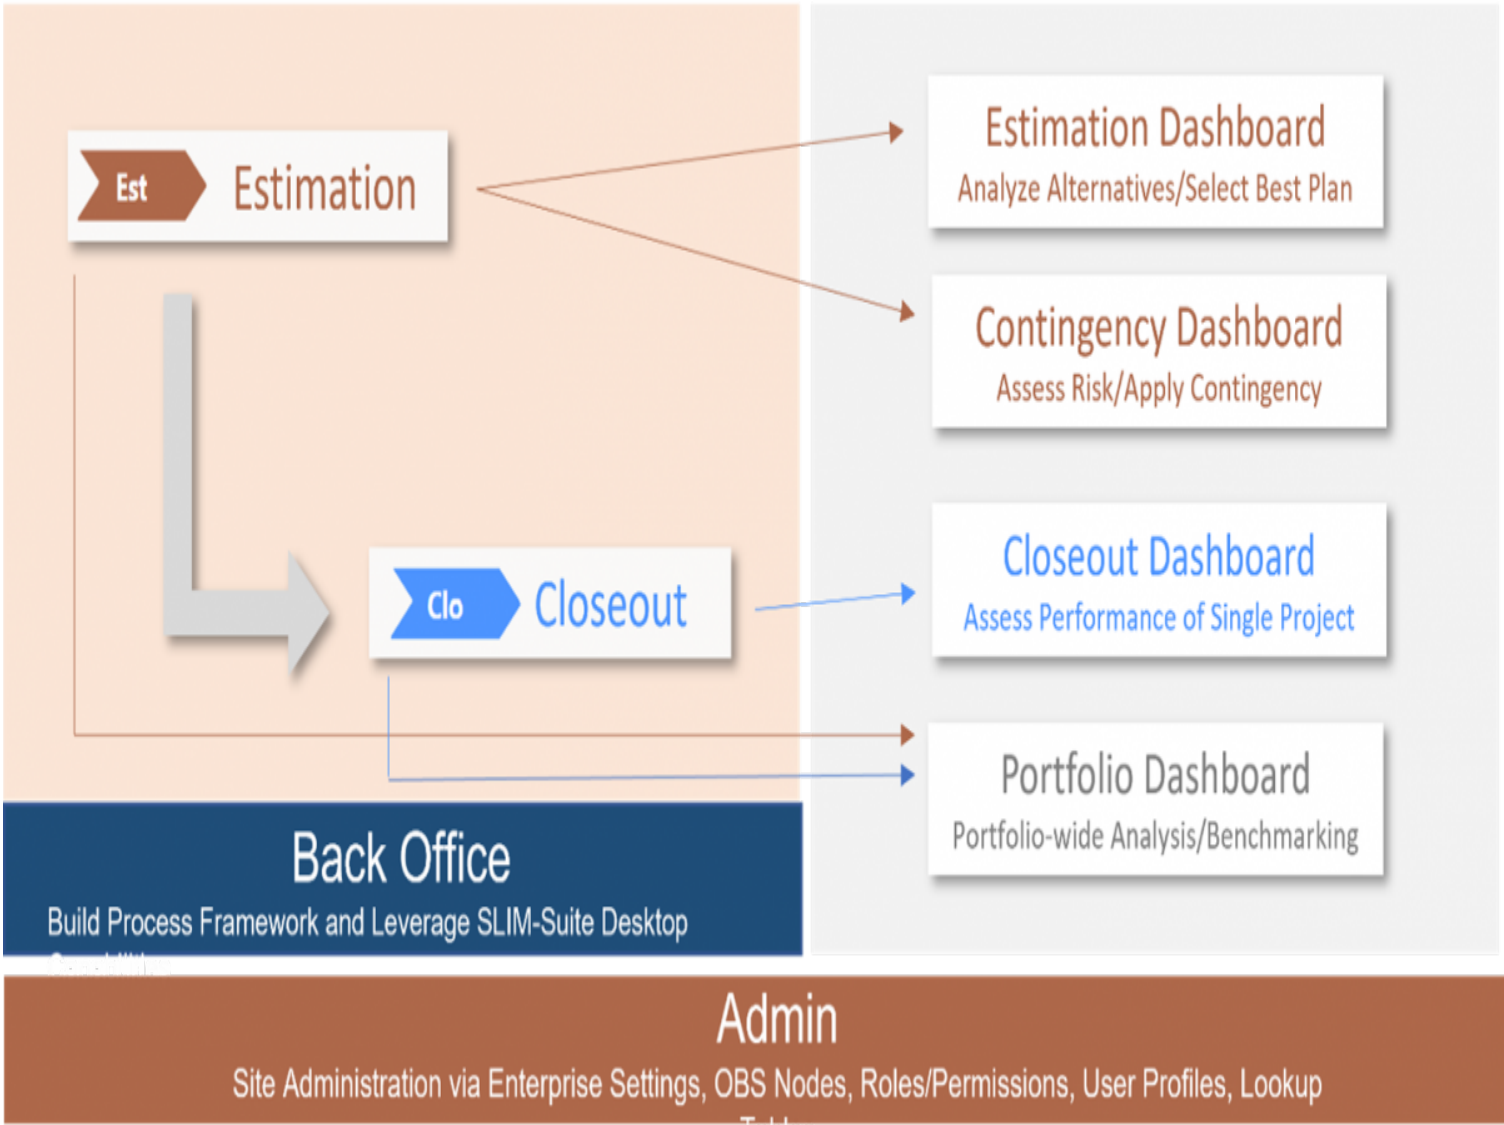 Est
Estimation
Estimation Dashboard
Analyze Alternatives/Select Best Plan
Contingency Dashboard
Assess Risk/Apply Contingency
Clo
Closeout
Closeout Dashboard
Assess Performance of Single Project
Portfolio Dashboard
Portfolio-wide Analysis/Benchmarking
Back Office
Build Process Framework and Leverage SLIM-Suite Desktop
Admin
Site Administration via Enterprise Settings, OBS Nodes, Roles/Permissions, User Profiles, Lookup